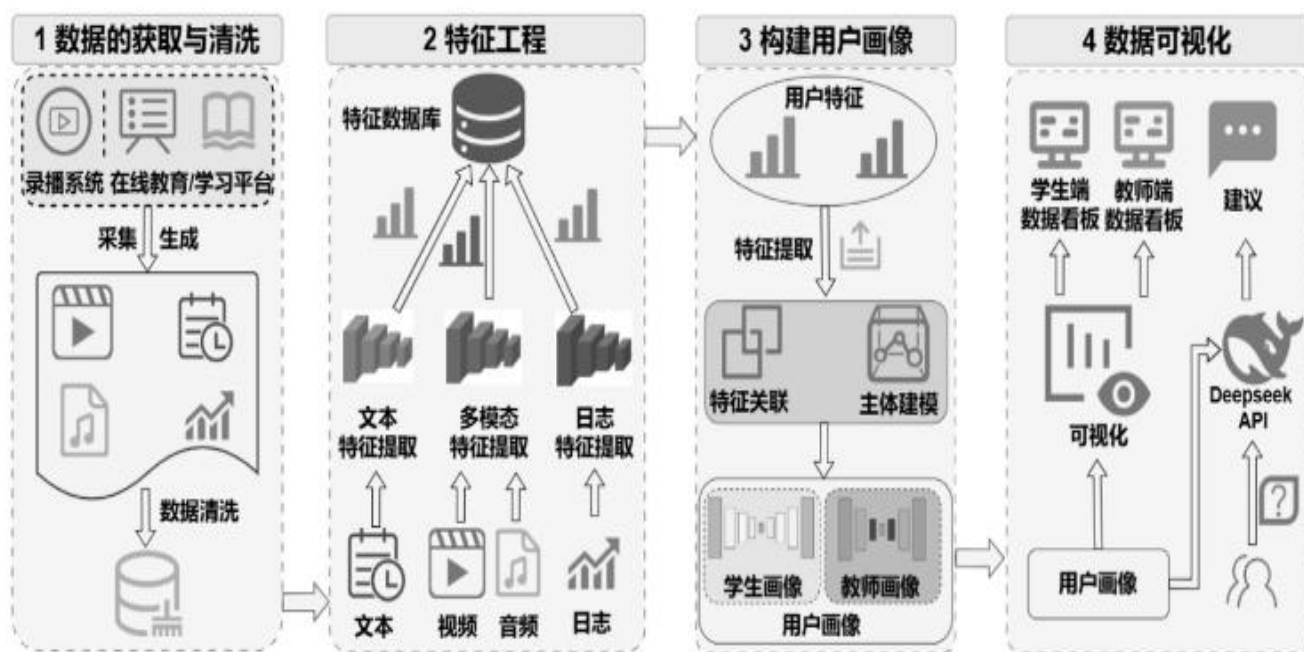 1 数据的获取与清洗
录播系统 在线教育/学习平台
采集 生成
数据清洗
2 特征工程
特征数据库
文本
特征提取
多模态
特征提取
日志
特征提取
文本
视频
音频
日志
3 构建用户画像
用户特征
特征提取
特征关联
主体建模
学生画像
教师画像
用户画像
4 数据可视化
学生端
数据看板
教师端
数据看板
建议
可视化
Deepseek
API
?
用户画像